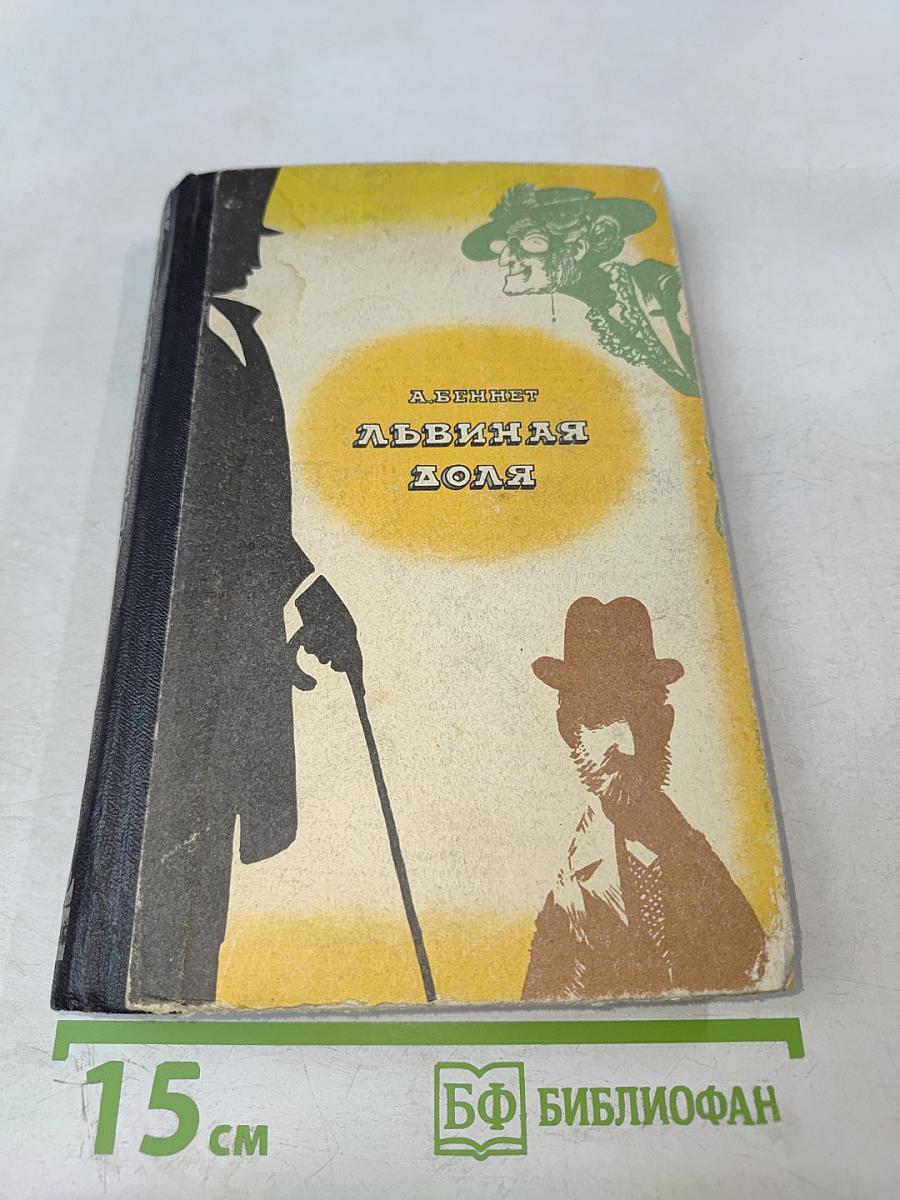 А. БЕННЕТ
ЛЬВИНАЯ
ДОЛЯ
15 см
БФ БИБЛИОФАН